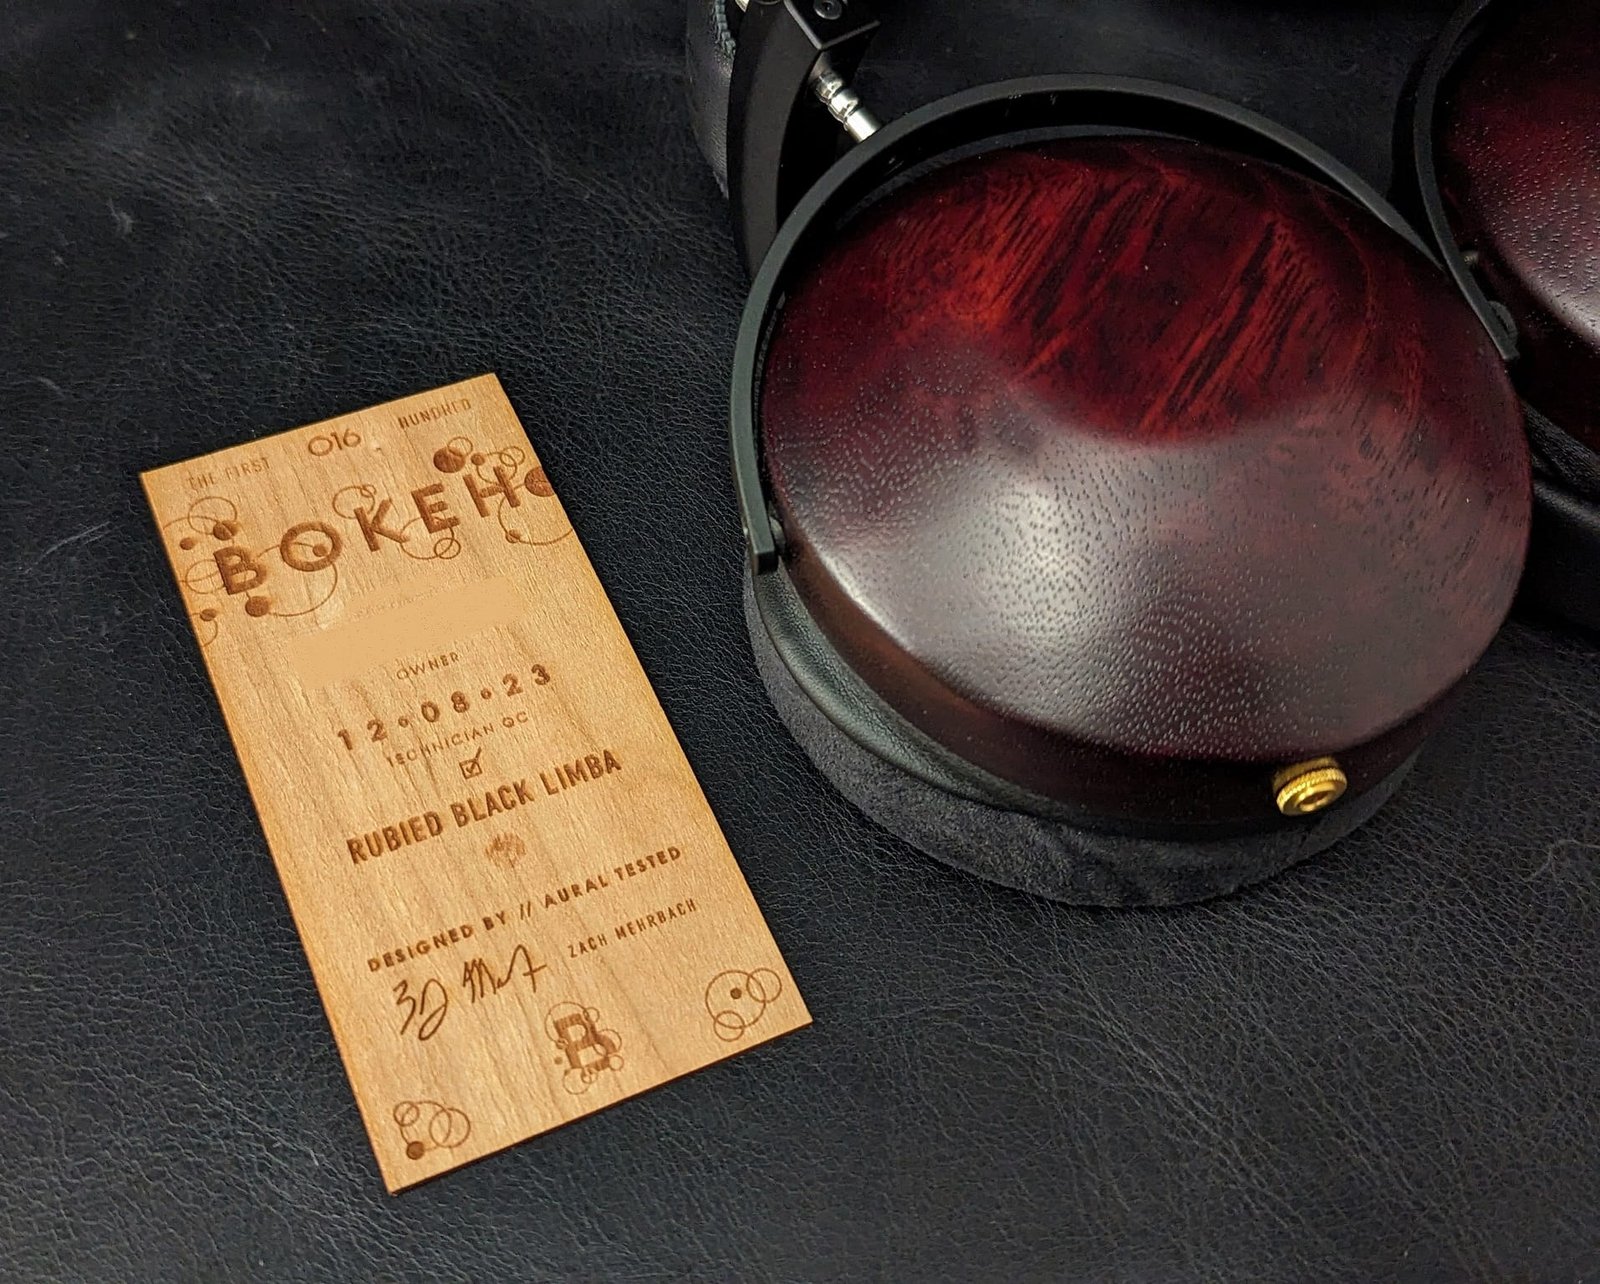 THE FIRST 016 HUNDRED
BOKEH
OWNER
12•08•23
TECHNICIAN QC
RUBIED BLACK LIMBA
DESIGNED BY // AURAL TESTED
ZACH MEHRBACH
B